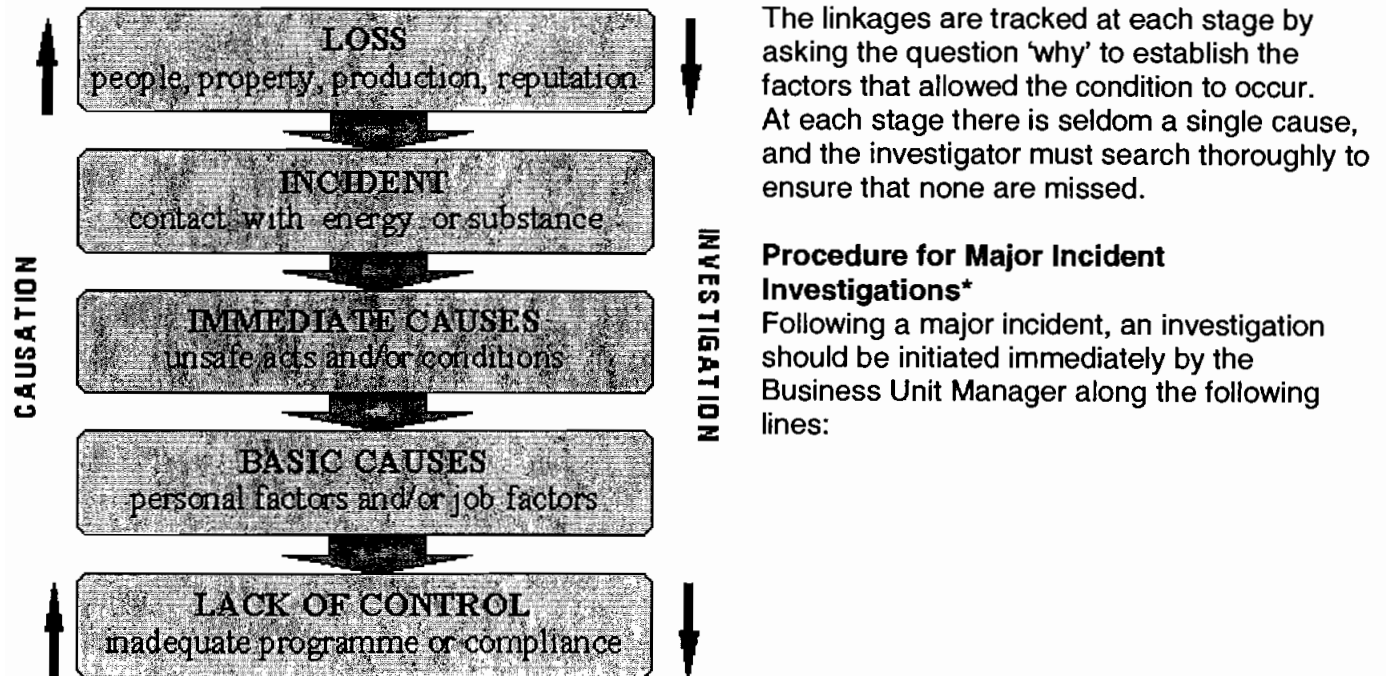 LOSS
people, property, production, reputation
INCIDENT
contact with energy or substance
IMMEDIATE CAUSES
unsafe acts and/or conditions
BASIC CAUSES
personal factors and/or job factors
LACK OF CONTROL
inadequate programme or compliance
CAUSATION
INVESTIGATION
The linkages are tracked at each stage by
asking the question ‘why’ to establish the
factors that allowed the condition to occur.
At each stage there is seldom a single cause,
and the investigator must search thoroughly to
ensure that none are missed.
Procedure for Major Incident
Investigations*
Following a major incident, an investigation
should be initiated immediately by the
Business Unit Manager along the following
lines: